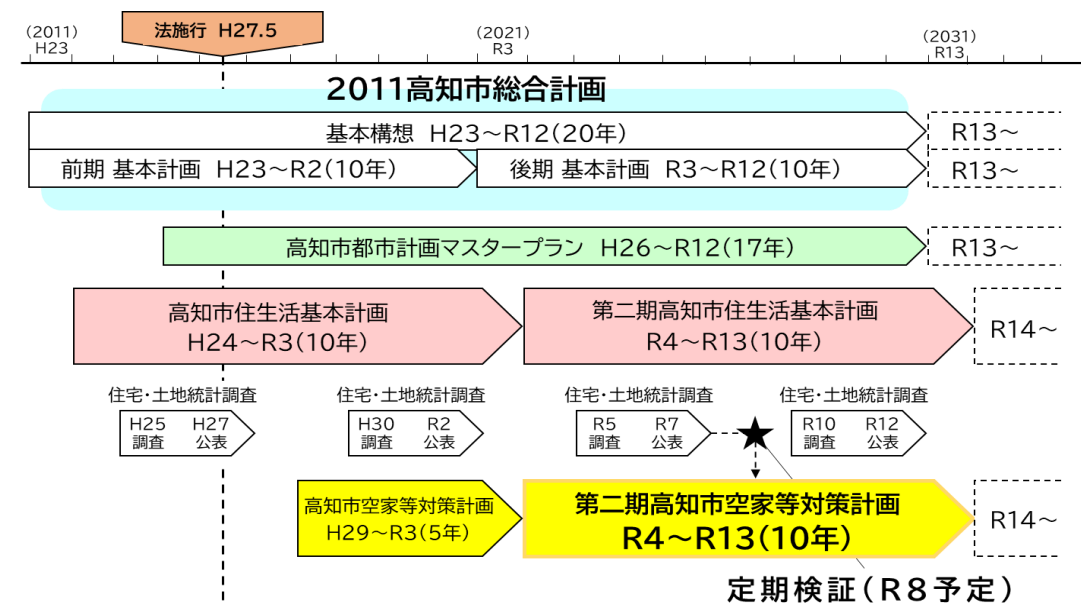 法施行 H27.5
(2011)
H23
(2021)
R3
(2031)
R13
2011高知市総合計画
基本構想 H23～R12(20年)
R13～
前期 基本計画 H23～R2(10年)
後期 基本計画 R3～R12(10年)
R13～
高知市都市計画マスタープラン H26～R12(17年)
R13～
高知市住生活基本計画
H24～R3(10年)
第二期高知市住生活基本計画
R4～R13(10年)
R14～
住宅･土地統計調査
H25 H27
調査 公表
住宅･土地統計調査
H30 R2
調査 公表
住宅･土地統計調査
R5 R7
調査 公表
住宅･土地統計調査
R10 R12
調査 公表
高知市空家等対策計画
H29～R3(5年)
第二期高知市空家等対策計画
R4～R13(10年)
R14～
定期検証(R8予定)